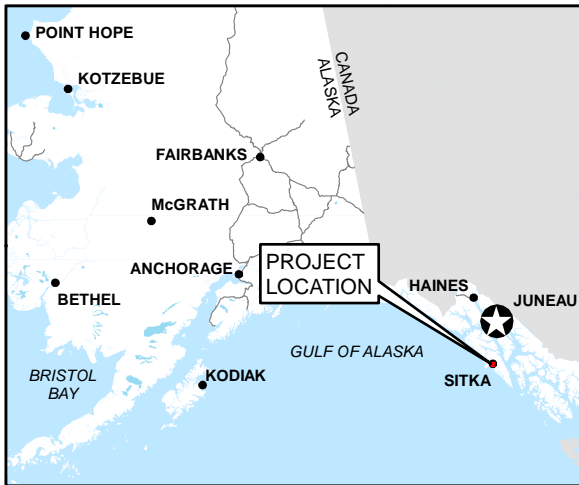 POINT HOPE
KOTZEBUE
CANADA
ALASKA
FAIRBANKS
McGRATH
ANCHORAGE
PROJECT
LOCATION
HAINES
JUNEAU
BETHEL
GULF OF ALASKA
SITKA
BRISTOL
BAY
KODIAK